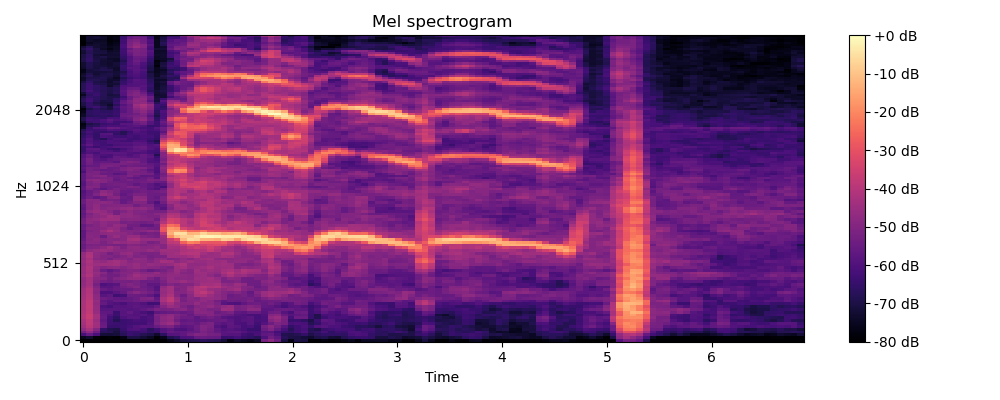 Mel spectrogram
Hz
2048
1024
512
0
0 1 2 3 4 5 6
Time
+0 dB
-10 dB
-20 dB
-30 dB
-40 dB
-50 dB
-60 dB
-70 dB
-80 dB